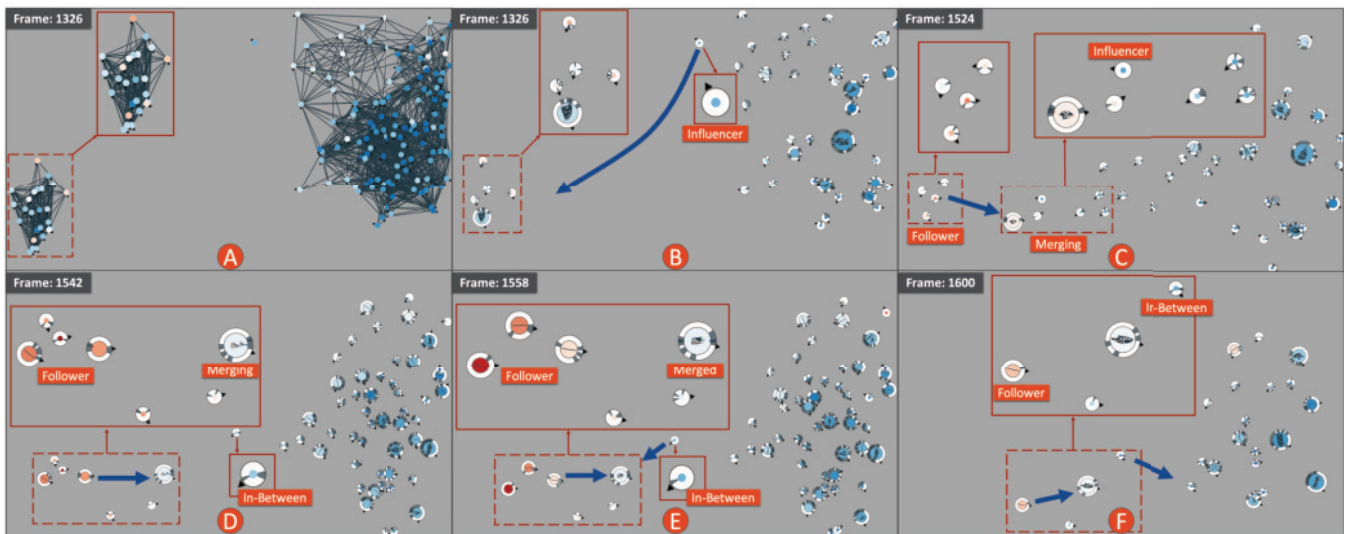 Frame: 1326
A
Frame: 1326
Influencer
B
Frame: 1524
Influencer
Follower
Merging
C
Frame: 1542
Follower
Merging
In-Between
D
Frame: 1558
Follower
Merged
In-Between
E
Frame: 1600
Ir-Between
Follower
F